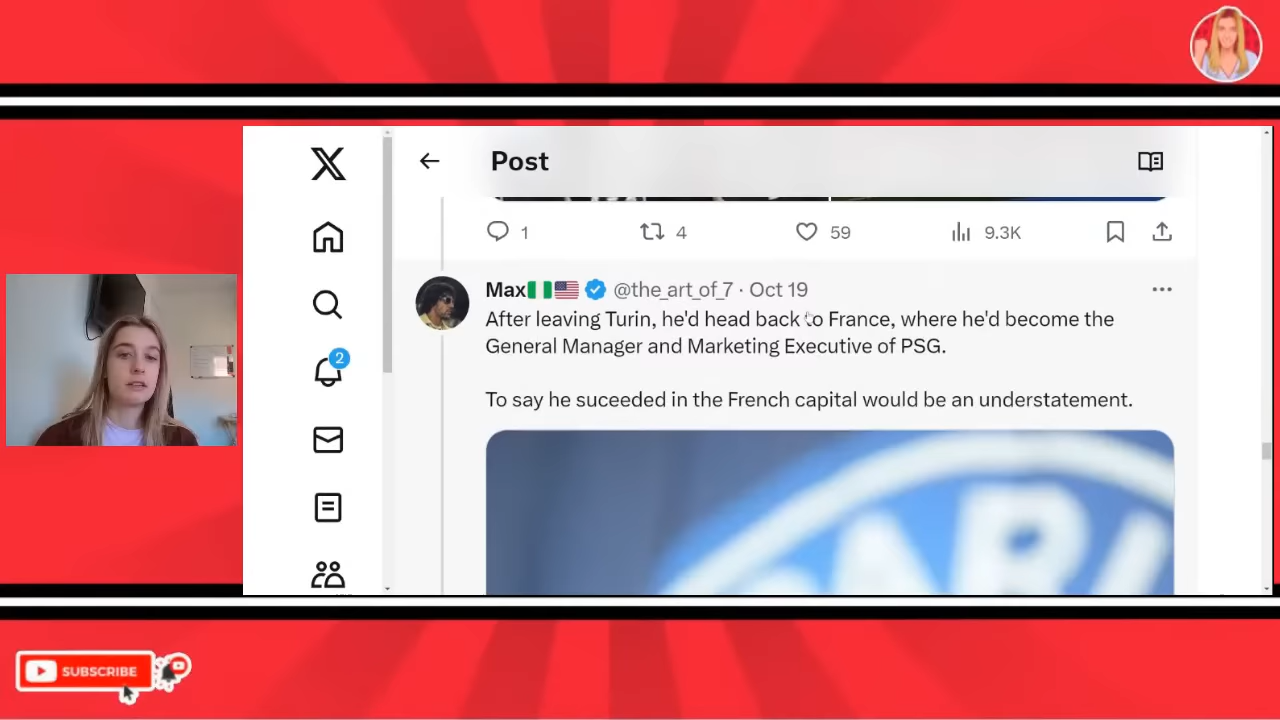 Post
1
4
59
9.3K
Max @the_art_of_7 · Oct 19
After leaving Turin, he'd head back to France, where he'd become the
General Manager and Marketing Executive of PSG.
To say he suceeded in the French capital would be an understatement.
2
SUBSCRIBE